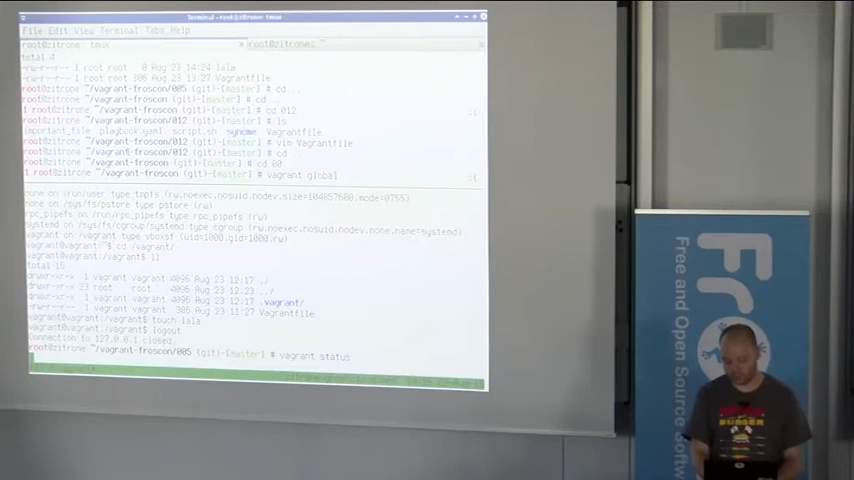 Terminal - root@zitrone: tmux
File Edit View Terminal Tabs Help
root@zitrone: tmux
root@zitrone: ~
total 4
-rw-r--r-- 1 root root 0 Aug 23 14:24 lala
-rw-r--r-- 1 root root 306 Aug 23 13:27 Vagrantfile
root@zitrone ~/vagrant-froscon/005 (git)-[master] # cd ..
root@zitrone ~/vagrant-froscon (git)-[master] # cd ..
1 root@zitrone ~/vagrant-froscon (git)-[master] # cd 012
root@zitrone ~/vagrant-froscon/012 (git)-[master] # ls
important_file playbook.yaml script.sh syncme Vagrantfile
root@zitrone ~/vagrant-froscon/012 (git)-[master] # vib Vagrantfile
root@zitrone ~/vagrant-froscon/012 (git)-[master] # cd ..
root@zitrone ~/vagrant-froscon (git)-[master] # cd 00
1 root@zitrone ~/vagrant-froscon (git)-[master] # vagrant global
none on /run/user type tmpfs (rw,noexec,nosuid,nodev,size=104857600,mode=0755)
none on /sys/fs/pstore type pstore (rw)
rpc_pipefs on /run/rpc_pipefs type rpc_pipefs (rw)
systemd on /sys/fs/cgroup/systemd type cgroup (rw,noexec,nosuid,nodev,none,name=systemd)
vagrant on /vagrant type vboxsf (uid=1000,gid=1000,rw)
vagrant@vagrant:~$ cd /vagrant/
vagrant@vagrant:/vagrant$ ll
drwxr-xr-x 1 vagrant vagrant 4096 Aug 23 12:17 ./
drwxr-xr-x 23 root root 4096 Aug 23 12:23 ../
drwxr-xr-x 1 vagrant vagrant 4096 Aug 23 12:17 .vagrant/
-rw-r--r-- 1 vagrant vagrant Aug 23 11:27 Vagrantfile
vagrant@vagrant:/vagrant$ touch lala
vagrant@vagrant:/vagrant$ logout
Connection to 127.0.0.1 closed.
root@zitrone ~/vagrant-froscon/005 (git)-[master] # vagrant status
Free and Open Source Softw
FrO
BURGER